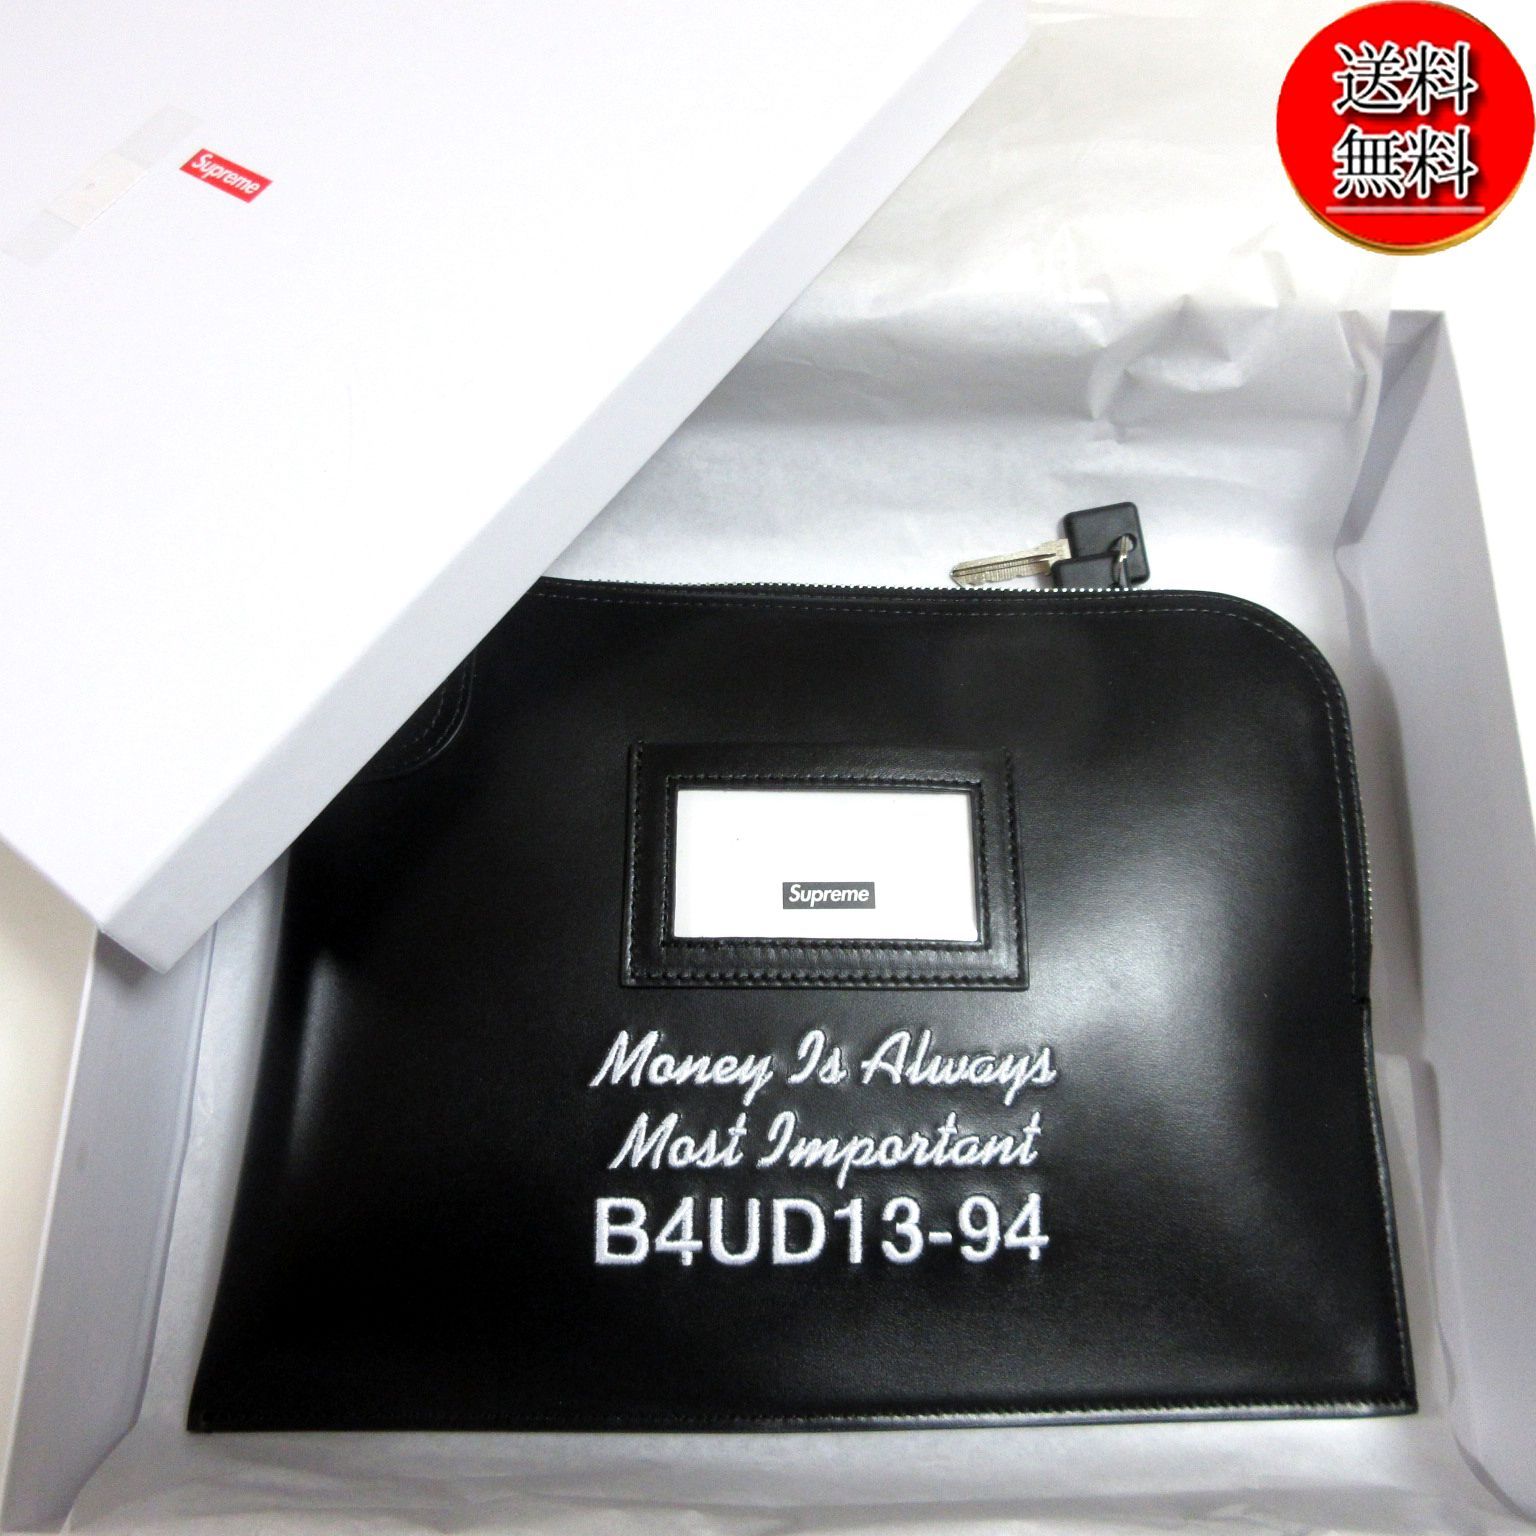 送料
無料
Supreme
Supreme
Money Is Always
Most Important
B4UD13-94